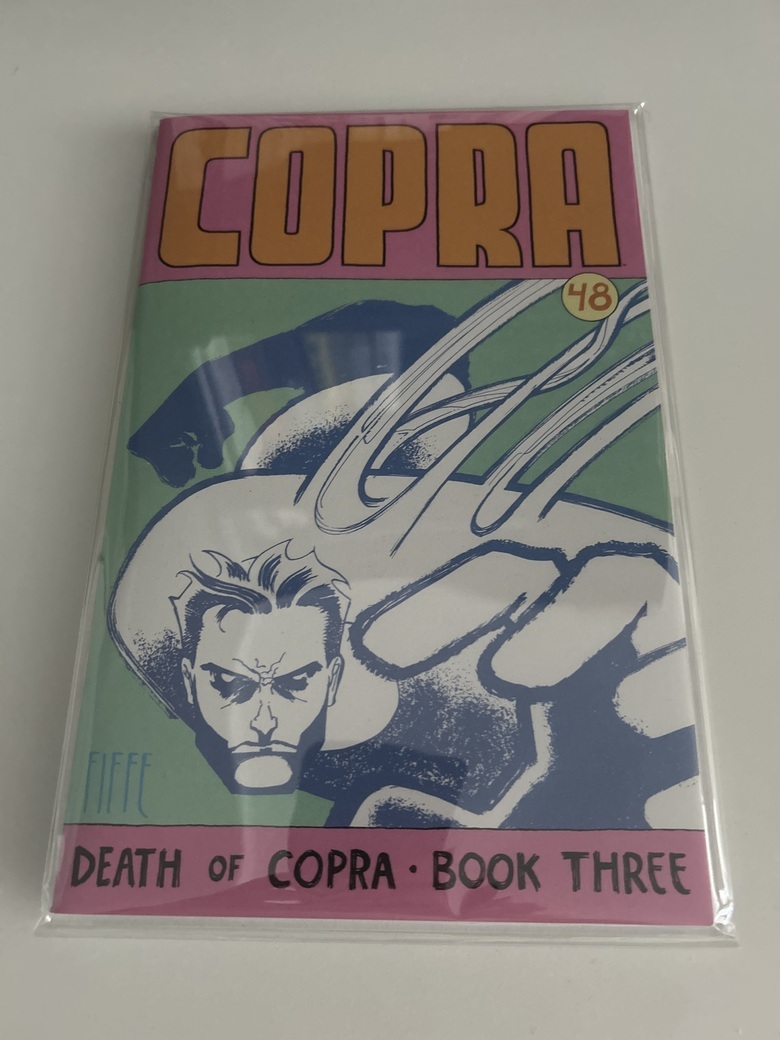 COPRA
48
FIFFE
DEATH OF COPRA · BOOK THREE